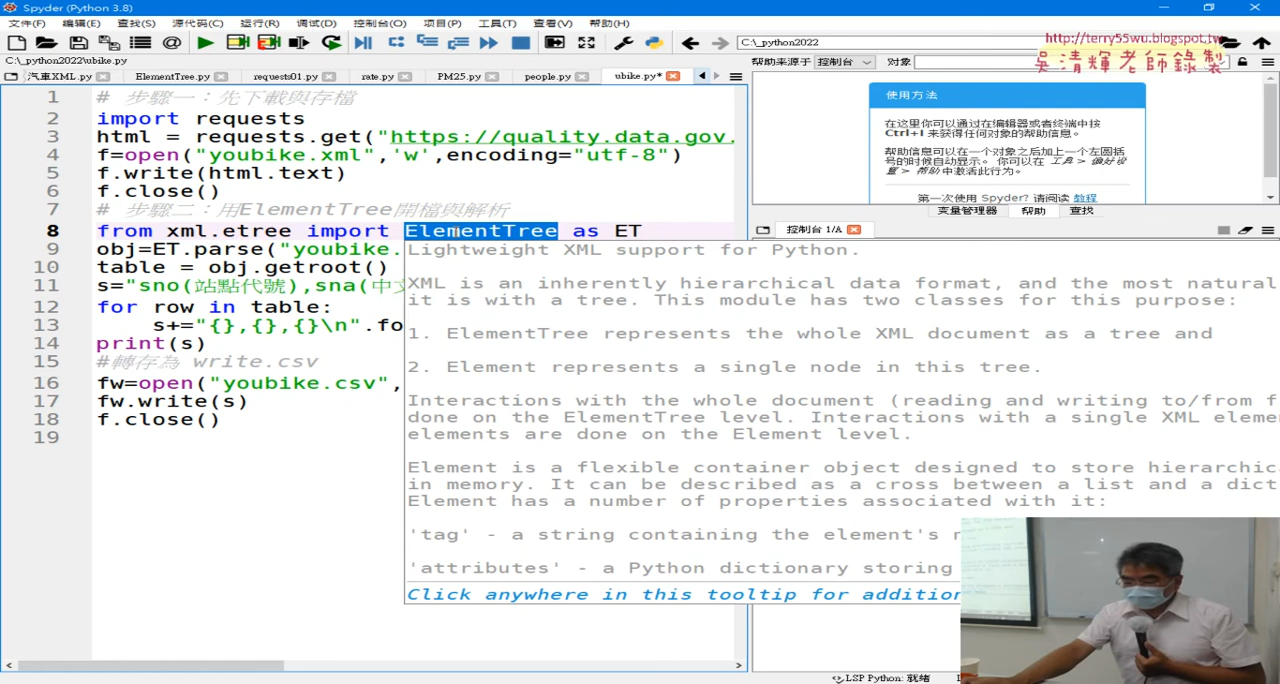 Spyder (Python 3.8)
文件(F) 编辑(E) 查找(S) 源代码(C) 运行(R) 调试(D) 控制台(O) 项目(P) 工具(T) 查看(V) 帮助(H)
C:\_python2022
http://terry55wu.blogspot.tw
吳清輝老師錄製
C:\_python2022\ubike.py
帮助来源于 控制台 对象
汽車XML.py ElementTree.py requests01.py rate.py PM25.py people.py ubike.py*
1 # 步驟一：先下載與存檔
2 import requests
3 html = requests.get("https://quality.data.gov.
4 f=open("youbike.xml",'w',encoding="utf-8")
5 f.write(html.text)
6 f.close()
7 # 步驟二：用ElementTree開檔與解析
8 from xml.etree import ElementTree as ET
9 obj=ET.parse("youbike.
10 table = obj.getroot()
11 s="sno(站點代號),sna(中文
12 for row in table:
13 s+="{},{},{}\n".fo
14 print(s)
15 #轉存為 write.csv
16 fw=open("youbike.csv",
17 fw.write(s)
18 f.close()
19
使用方法
在这里你可以通过在编辑器或者终端中按
Ctrl+I 来获得任何对象的帮助信息。
帮助信息可以在一个对象之后加上一个左圆括
号的时候自动显示。 你可以在 工具 > 偏好设
置 > 帮助 中激活此行为。
第一次使用 Spyder? 请阅读 教程
变量管理器 帮助 查找
控制台 1/A
Lightweight XML support for Python.
XML is an inherently hierarchical data format, and the most natural
it is with a tree. This module has two classes for this purpose:
1. ElementTree represents the whole XML document as a tree and
2. Element represents a single node in this tree.
Interactions with the whole document (reading and writing to/from f
done on the ElementTree level. Interactions with a single XML eleme
elements are done on the Element level.
Element is a flexible container object designed to store hierarchic
in memory. It can be described as a cross between a list and a dict
Element has a number of properties associated with it:
'tag' - a string containing the element's n
'attributes' - a Python dictionary storing
Click anywhere in this tooltip for addition
LSP Python: 就绪